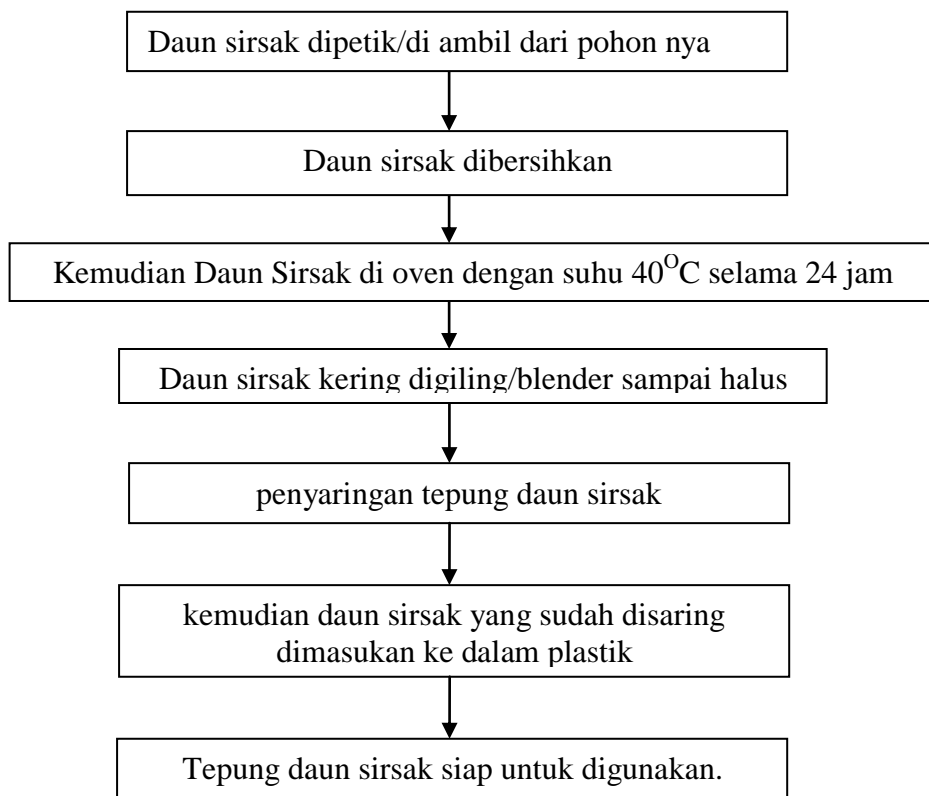 Daun sirsak dipetik/di ambil dari pohon nya
Daun sirsak dibersihkan
Kemudian Daun Sirsak di oven dengan suhu 40°C selama 24 jam
Daun sirsak kering digiling/blender sampai halus
penyaringan tepung daun sirsak
kemudian daun sirsak yang sudah disaring
dimasukan ke dalam plastik
Tepung daun sirsak siap untuk digunakan.